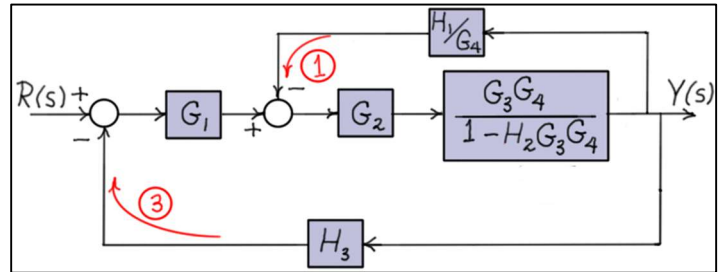 H₁/G₄
①
R(s) + − G₁ + − G₂ G₃G₄ Y(s)
1 − H₂G₃G₄
③
H₃